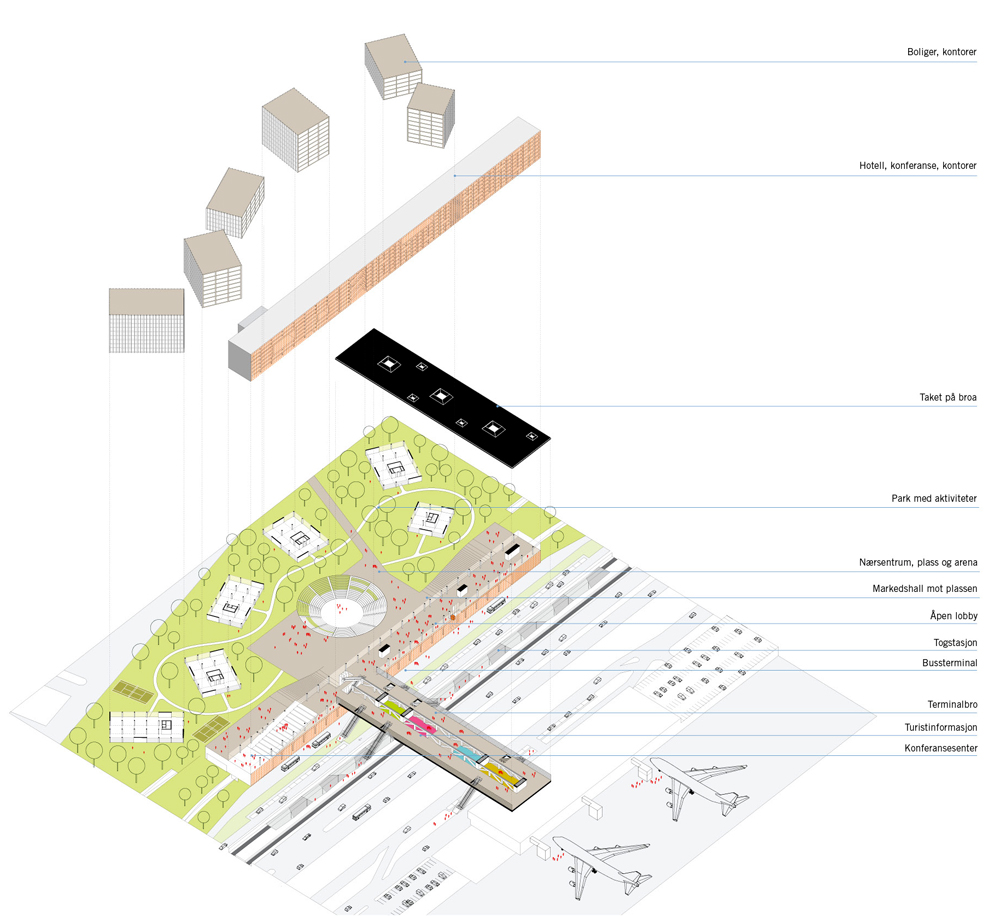 Boliger, kontorer
Hotell, konferanse, kontorer
Taket på broa
Park med aktiviteter
Nærsentrum, plass og arena
Markedshall mot plassen
Åpen lobby
Togstasjon
Bussterminal
Terminalbro
Turistinformasjon
Konferansesenter